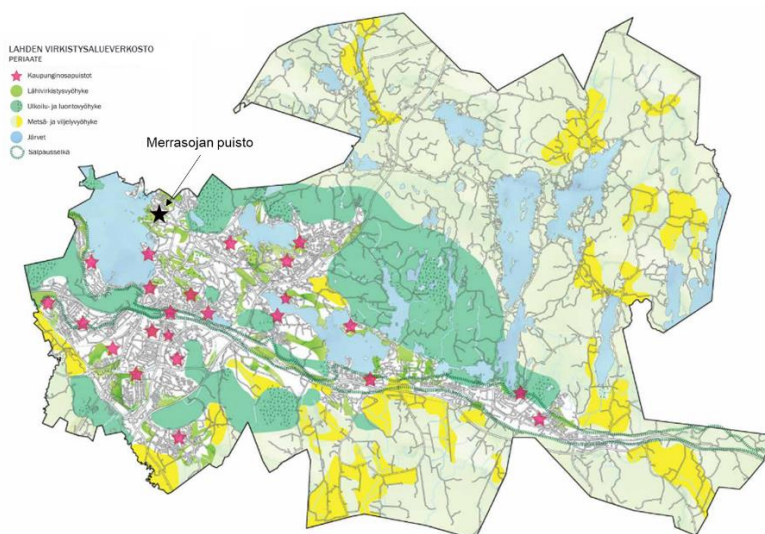 LAHDEN VIRKISTYSALUEVERKOSTO
PERIAATE
Kaupunginosapuistot
Lähivirkistysvyöhyke
Ulkoilu- ja luontovyöhyke
Metsä- ja viljelyvyöhyke
Järvet
Salpausselkä
Merrasojan puisto